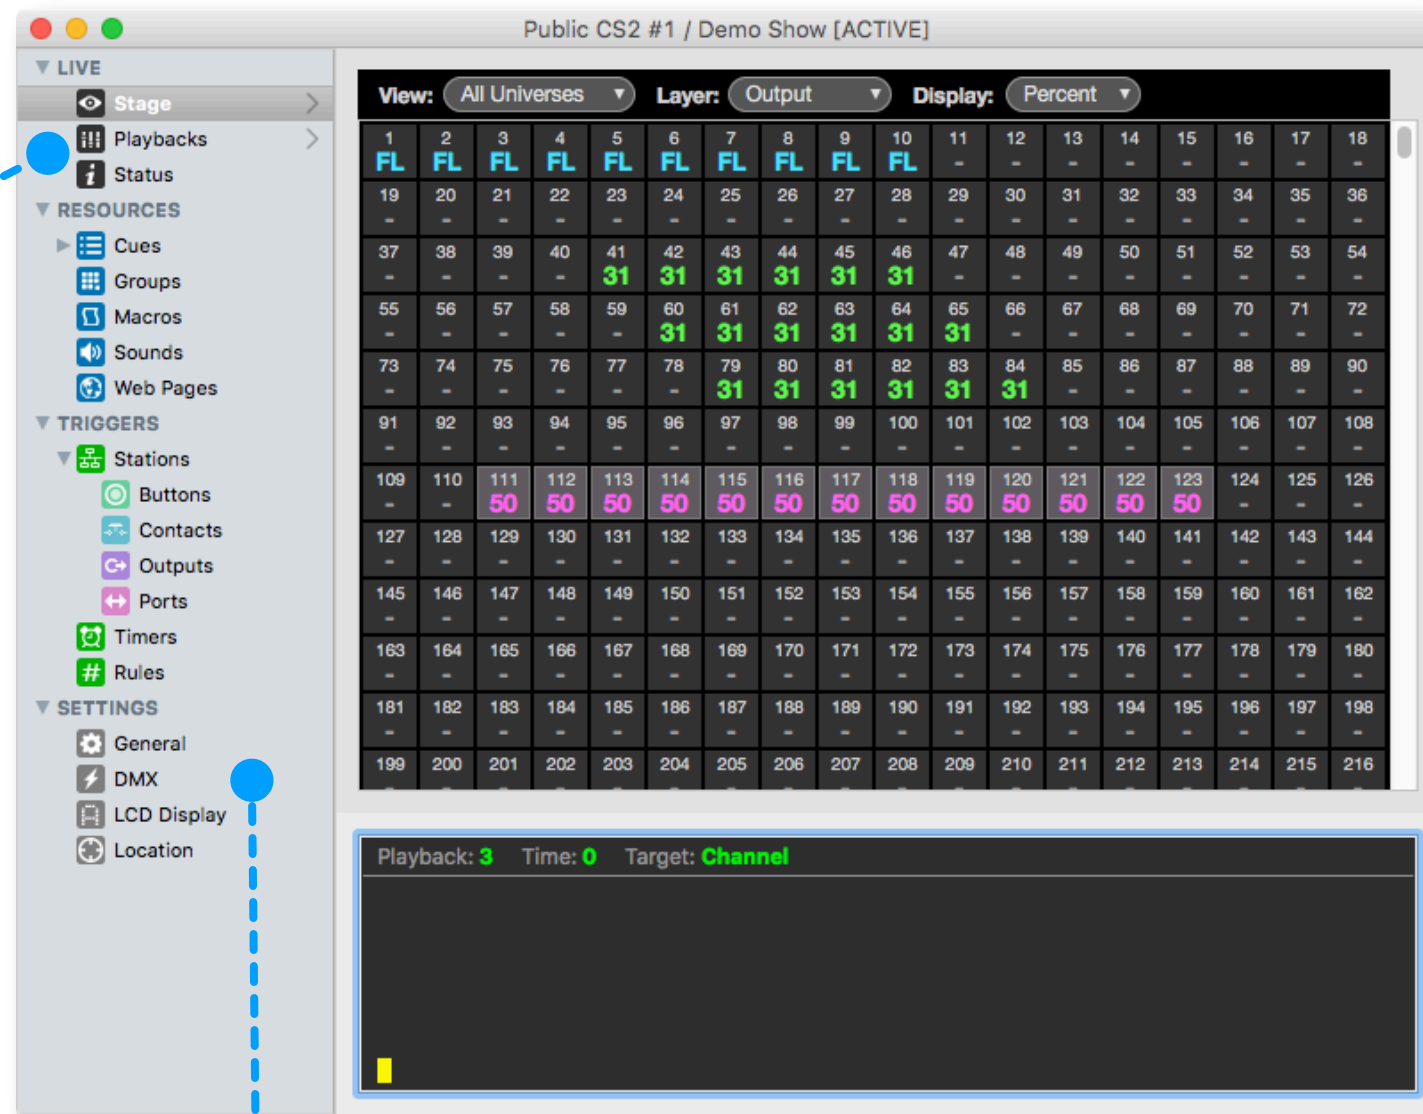 Public CS2 #1 / Demo Show [ACTIVE]
LIVE
Stage
Playbacks
Status
RESOURCES
Cues
Groups
Macros
Sounds
Web Pages
TRIGGERS
Stations
Buttons
Contacts
Outputs
Ports
Timers
Rules
SETTINGS
General
DMX
LCD Display
Location
View: All Universes Layer: Output Display: Percent
1 2 3 4 5 6 7 8 9 10 11 12 13 14 15 16 17 18
FL FL FL FL FL FL FL FL FL FL - - - - - - - -
19 20 21 22 23 24 25 26 27 28 29 30 31 32 33 34 35 36
- - - - - - - - - - - - - - - - - -
37 38 39 40 41 42 43 44 45 46 47 48 49 50 51 52 53 54
- - - - 31 31 31 31 31 31 - - - - - - - -
55 56 57 58 59 60 61 62 63 64 65 66 67 68 69 70 71 72
- - - - - 31 31 31 31 31 31 - - - - - - -
73 74 75 76 77 78 79 80 81 82 83 84 85 86 87 88 89 90
- - - - - - 31 31 31 31 31 31 - - - - - -
91 92 93 94 95 96 97 98 99 100 101 102 103 104 105 106 107 108
- - - - - - - - - - - - - - - - - -
109 110 111 112 113 114 115 116 117 118 119 120 121 122 123 124 125 126
- - 50 50 50 50 50 50 50 50 50 50 50 50 50 - - -
127 128 129 130 131 132 133 134 135 136 137 138 139 140 141 142 143 144
- - - - - - - - - - - - - - - - - -
145 146 147 148 149 150 151 152 153 154 155 156 157 158 159 160 161 162
- - - - - - - - - - - - - - - - - -
163 164 165 166 167 168 169 170 171 172 173 174 175 176 177 178 179 180
- - - - - - - - - - - - - - - - - -
181 182 183 184 185 186 187 188 189 190 191 192 193 194 195 196 197 198
- - - - - - - - - - - - - - - - - -
199 200 201 202 203 204 205 206 207 208 209 210 211 212 213 214 215 216
- - - - - - - - - - - - - - - - - -
Playback: 3 Time: 0 Target: Channel